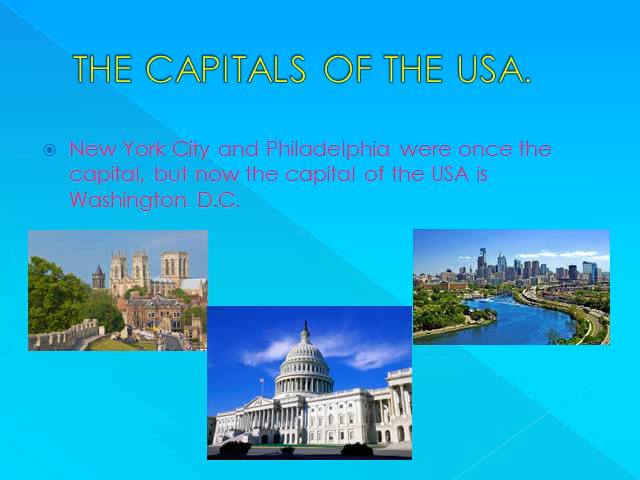 THE CAPITALS OF THE USA.
New York City and Philadelphia were once the
capital, but now the capital of the USA is
Washington D.C.